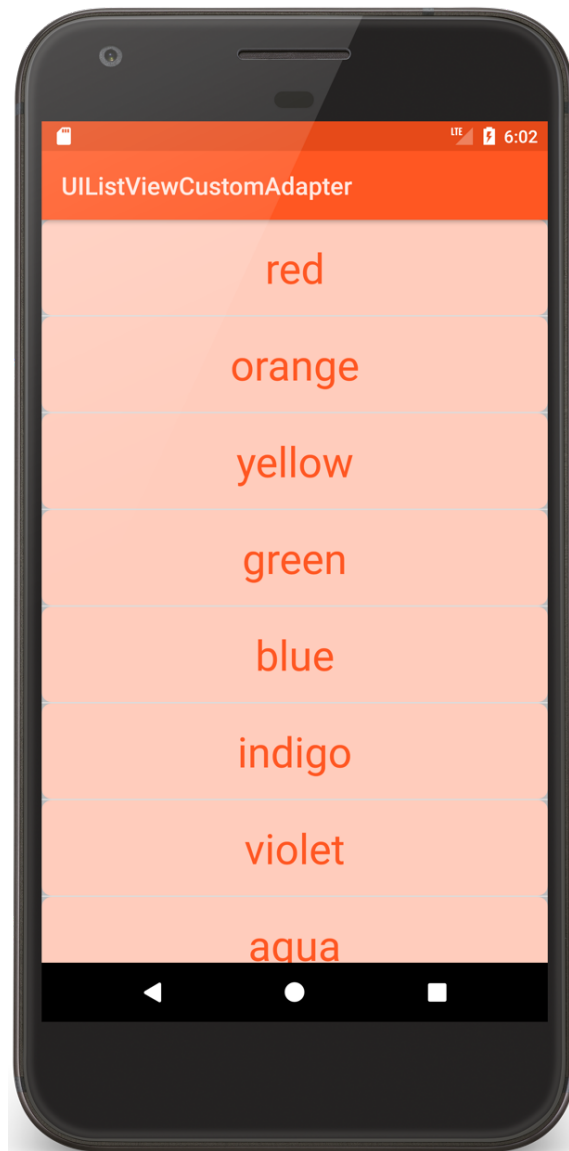 LTE 6:02
UIListViewCustomAdapter
red
orange
yellow
green
blue
indigo
violet
aqua